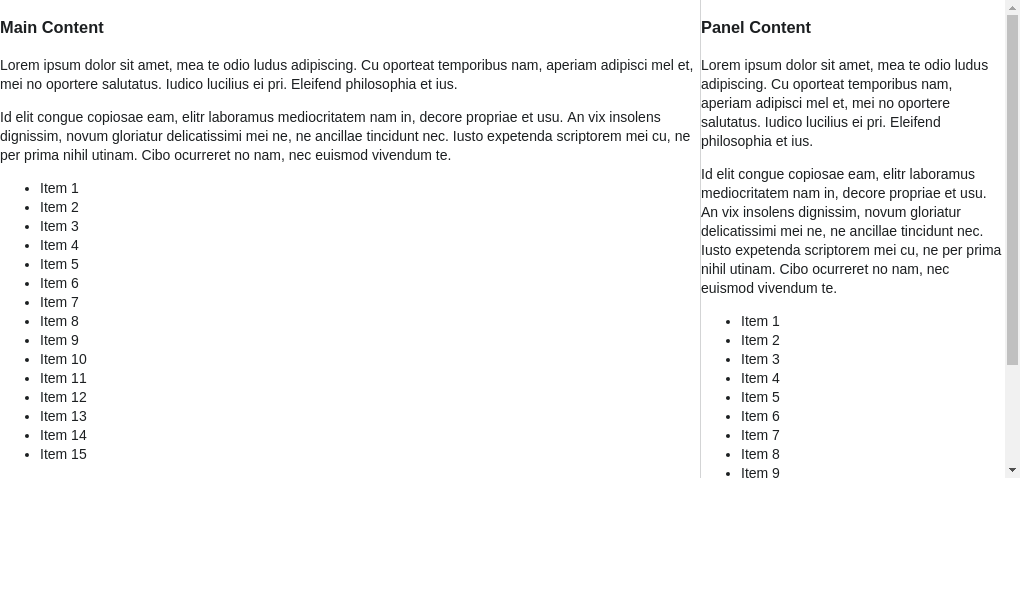 Main Content
Lorem ipsum dolor sit amet, mea te odio ludus adipiscing. Cu oporteat temporibus nam, aperiam adipisci mel et,
mei no oportere salutatus. Iudico lucilius ei pri. Eleifend philosophia et ius.
Id elit congue copiosae eam, elitr laboramus mediocritatem nam in, decore propriae et usu. An vix insolens
dignissim, novum gloriatur delicatissimi mei ne, ne ancillae tincidunt nec. Iusto expetenda scriptorem mei cu, ne
per prima nihil utinam. Cibo ocurreret no nam, nec euismod vivendum te.
• Item 1
• Item 2
• Item 3
• Item 4
• Item 5
• Item 6
• Item 7
• Item 8
• Item 9
• Item 10
• Item 11
• Item 12
• Item 13
• Item 14
• Item 15
Panel Content
Lorem ipsum dolor sit amet, mea te odio ludus
adipiscing. Cu oporteat temporibus nam,
aperiam adipisci mel et, mei no oportere
salutatus. Iudico lucilius ei pri. Eleifend
philosophia et ius.
Id elit congue copiosae eam, elitr laboramus
mediocritatem nam in, decore propriae et usu.
An vix insolens dignissim, novum gloriatur
delicatissimi mei ne, ne ancillae tincidunt nec.
Iusto expetenda scriptorem mei cu, ne per prima
nihil utinam. Cibo ocurreret no nam, nec
euismod vivendum te.
• Item 1
• Item 2
• Item 3
• Item 4
• Item 5
• Item 6
• Item 7
• Item 8
• Item 9